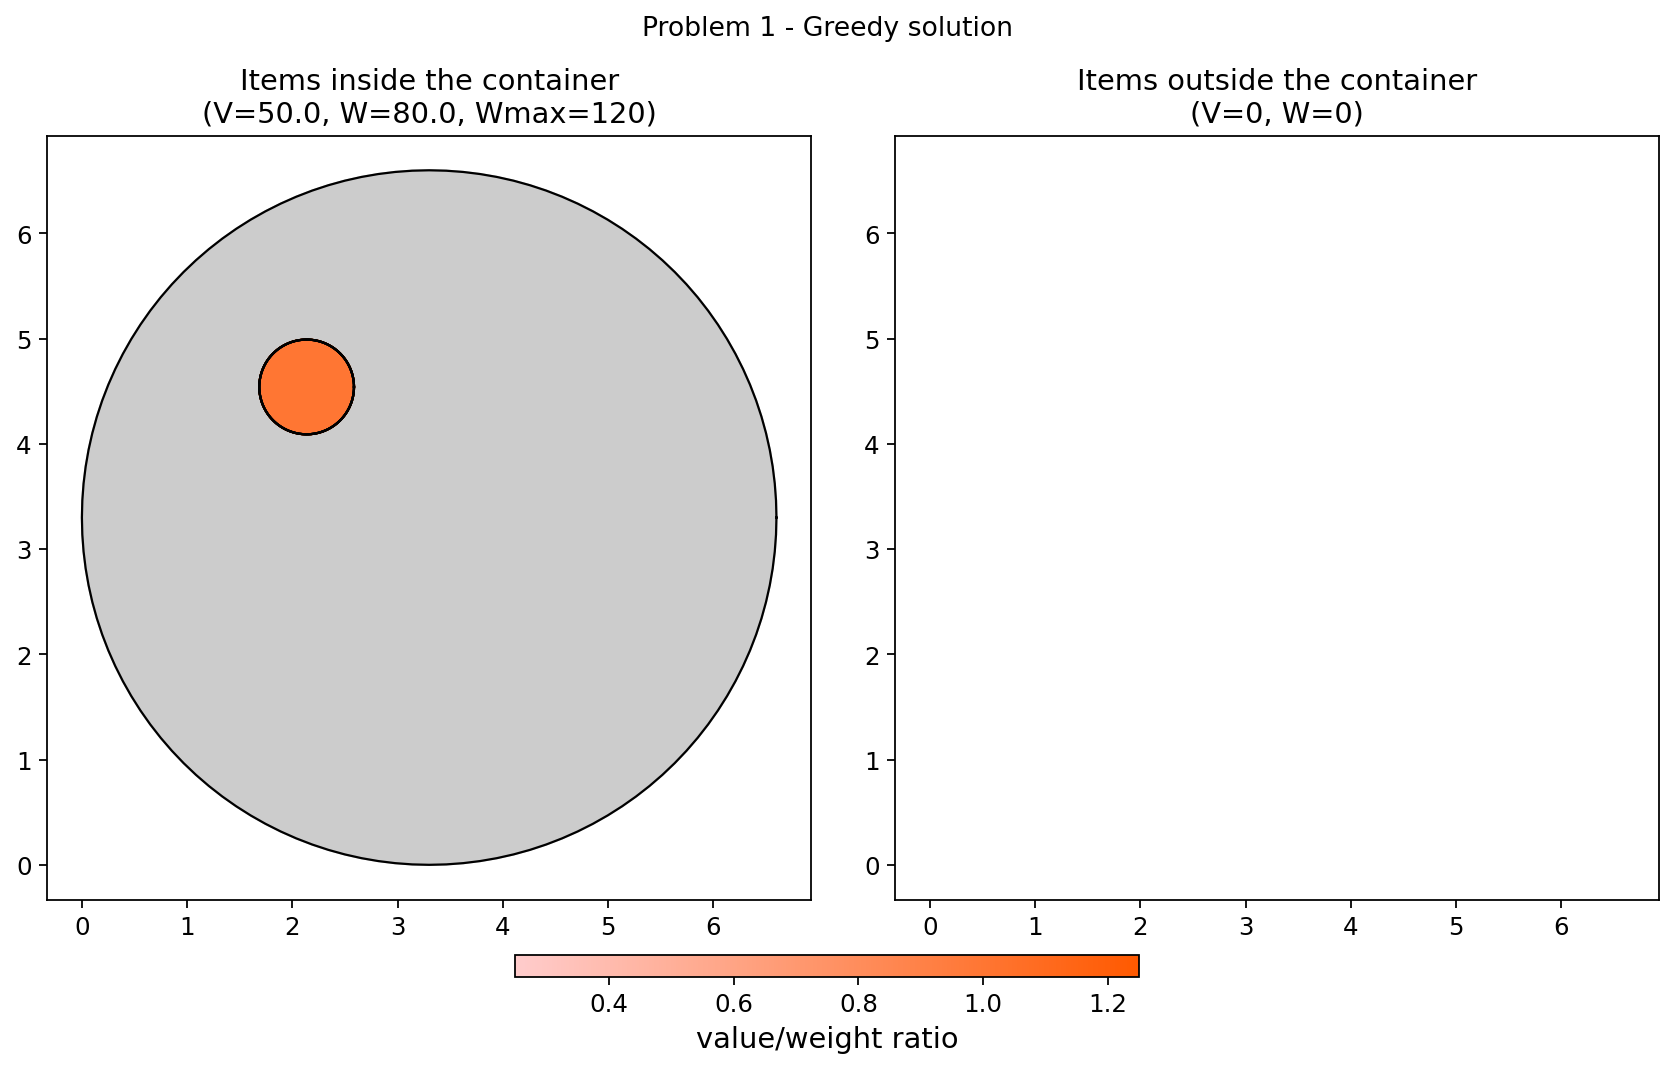 Problem 1 - Greedy solution
Items inside the container
(V=50.0, W=80.0, Wmax=120)
6
5
4
3
2
1
0
0 1 2 3 4 5 6
Items outside the container
(V=0, W=0)
6
5
4
3
2
1
0
0 1 2 3 4 5 6
0.4 0.6 0.8 1.0 1.2
value/weight ratio